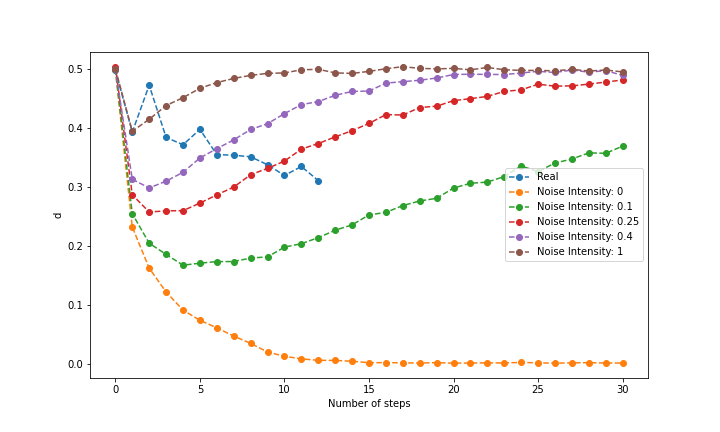 0.5
0.4
0.3
0.2
0.1
0.0
d
0
5
10
15
20
25
30
Number of steps
Real
Noise Intensity: 0
Noise Intensity: 0.1
Noise Intensity: 0.25
Noise Intensity: 0.4
Noise Intensity: 1